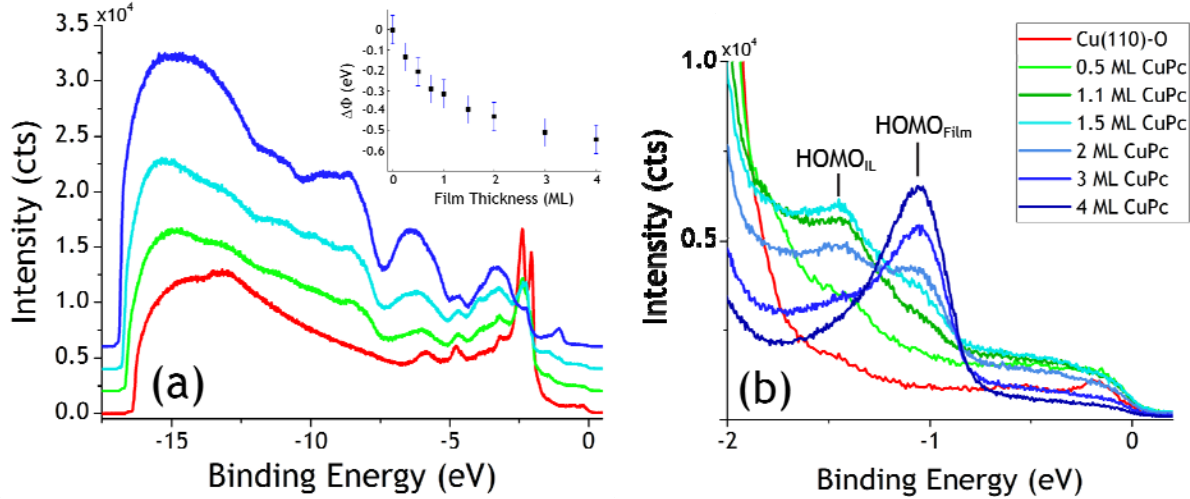 x10⁴
3.5
3.0
2.5
2.0
1.5
1.0
0.5
0.0
-15
-10
-5
0
Intensity (cts)
Binding Energy (eV)
(a)
0
-0.1
-0.2
-0.3
-0.4
-0.5
-0.6
0
1
2
3
4
ΔΦ (eV)
Film Thickness (ML)
x10⁴
1.0
0.5
0.0
-2
-1
0
Intensity (cts)
Binding Energy (eV)
(b)
HOMO_IL
HOMO_Film
Cu(110)-O
0.5 ML CuPc
1.1 ML CuPc
1.5 ML CuPc
2 ML CuPc
3 ML CuPc
4 ML CuPc